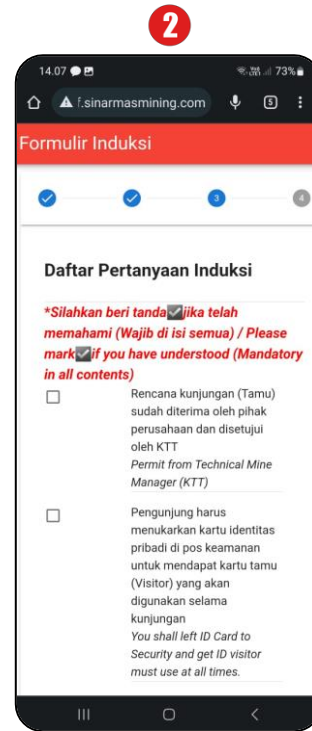 2
14.07
73%
f.sinarmasmining.com
5
Formulir Induksi
3
4
Daftar Pertanyaan Induksi
*Silahkan beri tanda✅jika telah
memahami (Wajib di isi semua) / Please
mark✅if you have understood (Mandatory
in all contents)
Rencana kunjungan (Tamu)
sudah diterima oleh pihak
perusahaan dan disetujui
oleh KTT
Permit from Technical Mine
Manager (KTT)
Pengunjung harus
menukarkan kartu identitas
pribadi di pos keamanan
untuk mendapat kartu tamu
(Visitor) yang akan
digunakan selama
kunjungan
You shall left ID Card to
Security and get ID visitor
must use at all times.